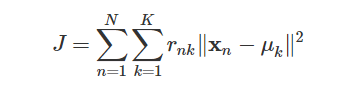 J = \sum_{n=1}^{N} \sum_{k=1}^{K} r_{nk} \|\mathbf{x}_n - \mu_k\|^2